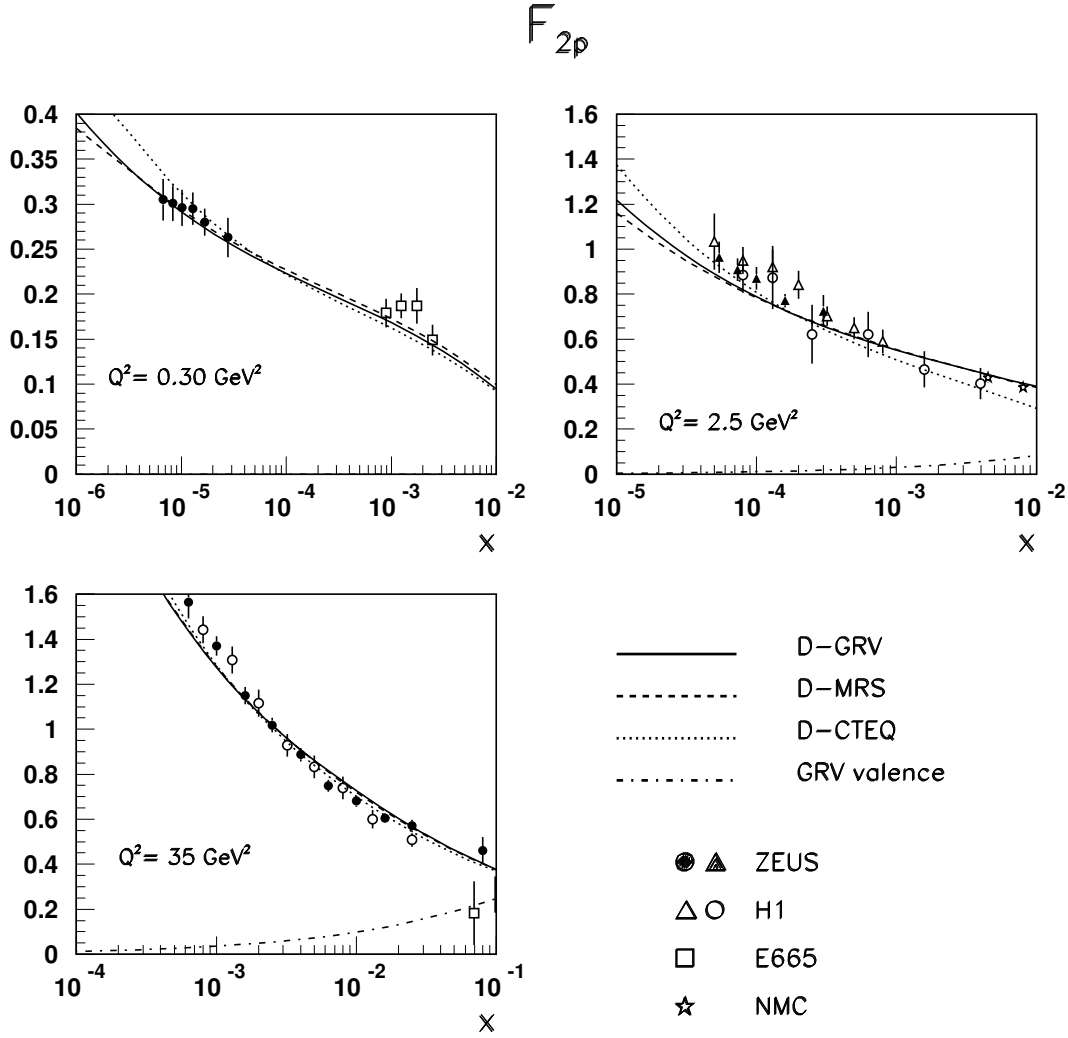 F2p
0.4
0.35
0.3
0.25
0.2
0.15
0.1
0.05
0
Q²= 0.30 GeV²
10⁻⁶ 10⁻⁵ 10⁻⁴ 10⁻³ 10⁻²
x
1.6
1.4
1.2
1
0.8
0.6
0.4
0.2
0
Q²= 2.5 GeV²
10⁻⁵ 10⁻⁴ 10⁻³ 10⁻²
x
1.6
1.4
1.2
1
0.8
0.6
0.4
0.2
0
Q²= 35 GeV²
10⁻⁴ 10⁻³ 10⁻² 10⁻¹
x
D-GRV
D-MRS
D-CTEQ
GRV valence
ZEUS
H1
E665
NMC